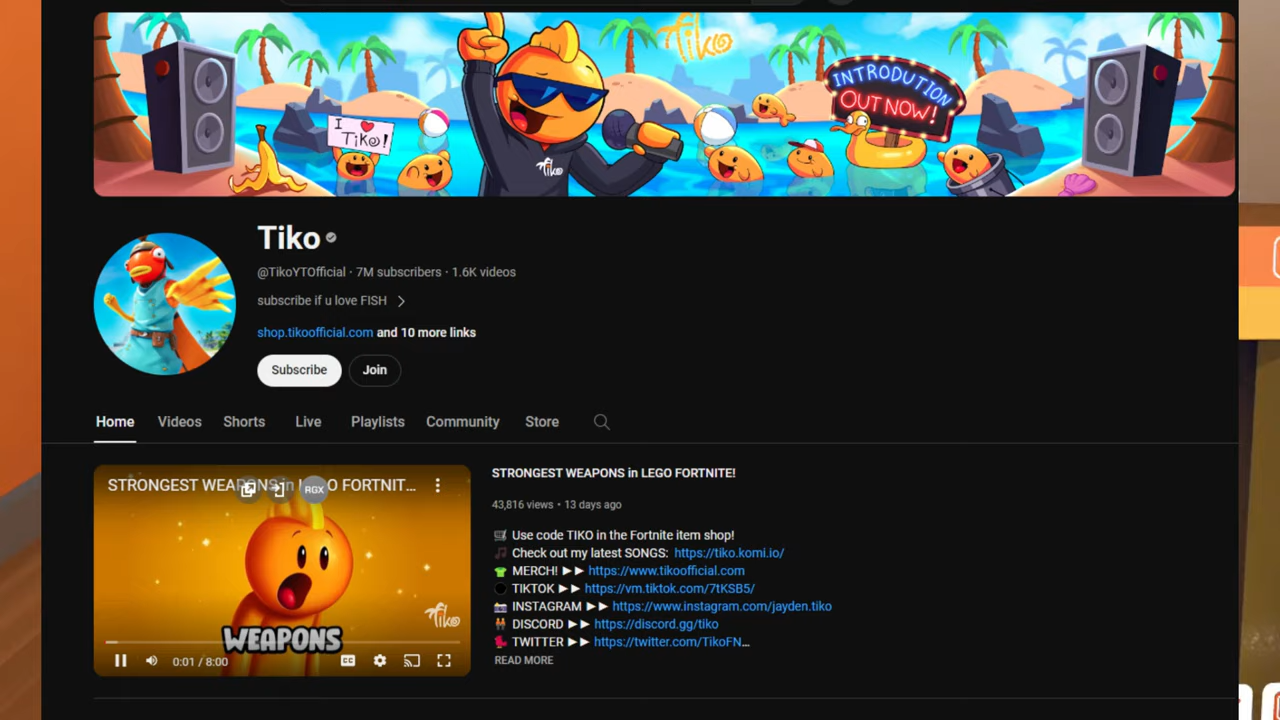 Tiko
INTRODUTION
OUT NOW!
I ❤ TiKo!
Tiko
Tiko
@TikoYTOfficial · 7M subscribers · 1.6K videos
subscribe if u love FISH
shop.tikoofficial.com and 10 more links
Subscribe Join
Home Videos Shorts Live Playlists Community Store
STRONGEST WEAPONS in LEGO FORTNIT...
RGX
Tiko
WEAPONS
0:01 / 8:00
CC
STRONGEST WEAPONS in LEGO FORTNITE!
43,816 views • 13 days ago
🛒 Use code TIKO in the Fortnite item shop!
🎵 Check out my latest SONGS: https://tiko.komi.io/
👕 MERCH! ►► https://www.tikoofficial.com
⚫ TIKTOK ►► https://vm.tiktok.com/7tKSB5/
📸 INSTAGRAM ►► https://www.instagram.com/jayden.tiko
👬 DISCORD ►► https://discord.gg/tiko
🐦 TWITTER ►► https://twitter.com/TikoFN...
READ MORE